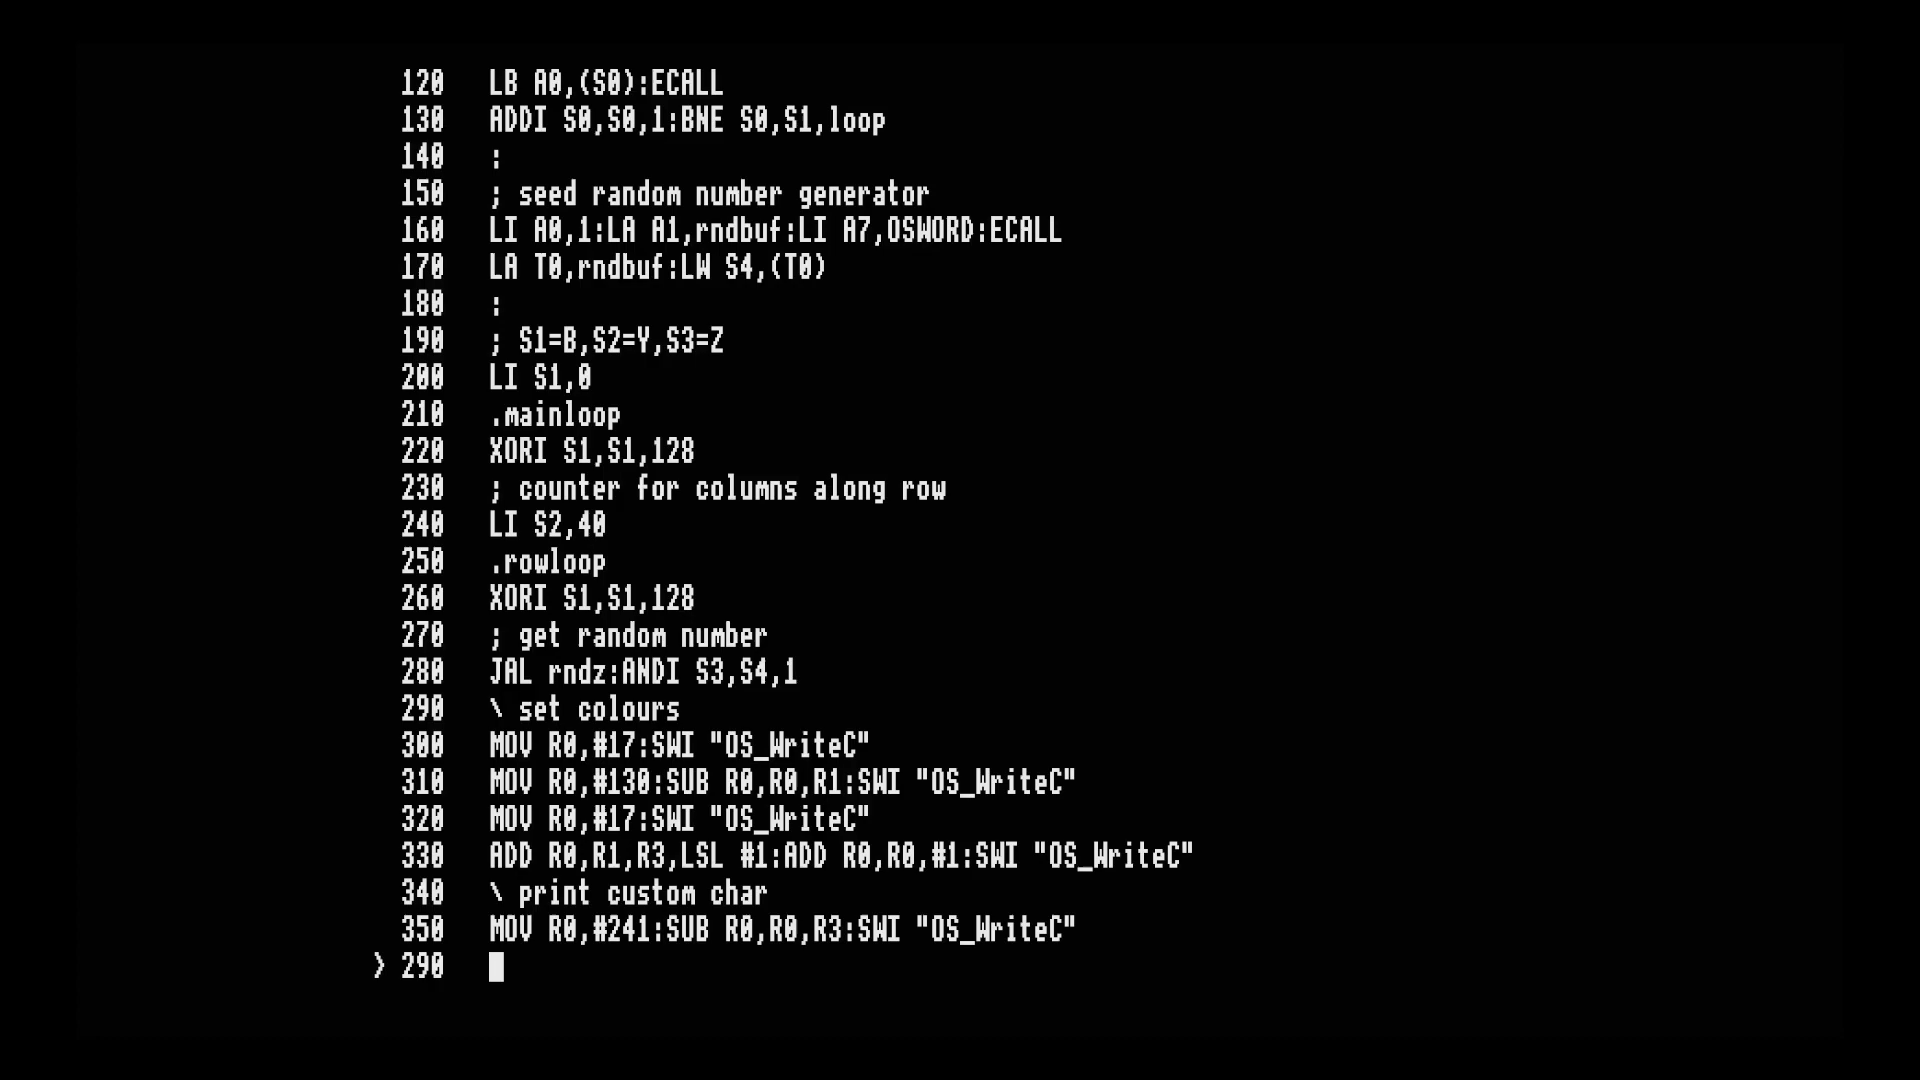 120   LB A0,(S0):ECALL
130   ADDI S0,S0,1:BNE S0,S1,loop
140   :
150   ; seed random number generator
160   LI A0,1:LA A1,rndbuf:LI A7,OSWORD:ECALL
170   LA T0,rndbuf:LW S4,(T0)
180   :
190   ; S1=B,S2=Y,S3=Z
200   LI S1,0
210   .mainloop
220   XORI S1,S1,128
230   ; counter for columns along row
240   LI S2,40
250   .rowloop
260   XORI S1,S1,128
270   ; get random number
280   JAL rndz:ANDI S3,S4,1
290   \ set colours
300   MOV R0,#17:SWI "OS_WriteC"
310   MOV R0,#130:SUB R0,R0,R1:SWI "OS_WriteC"
320   MOV R0,#17:SWI "OS_WriteC"
330   ADD R0,R1,R3,LSL #1:ADD R0,R0,#1:SWI "OS_WriteC"
340   \ print custom char
350   MOV R0,#241:SUB R0,R0,R3:SWI "OS_WriteC"
> 290